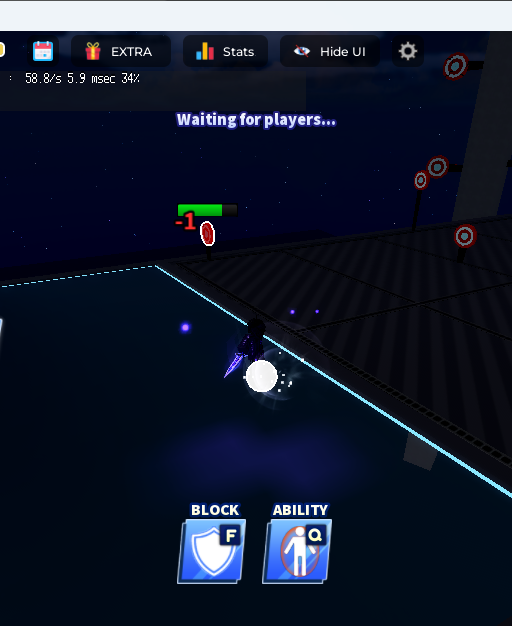 EXTRA
Stats
Hide UI
: 58.8/s 5.9 msec 34%
Waiting for players...
-1
BLOCK
ABILITY
F
Q